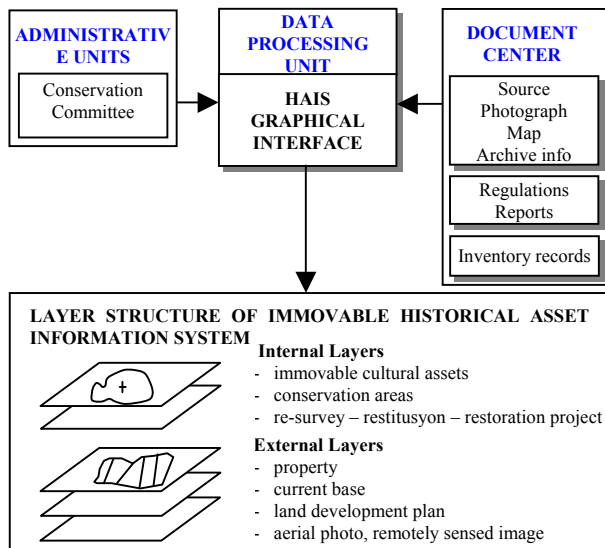 ADMINISTRATIV
E UNITS
Conservation
Committee
DATA
PROCESSING
UNIT
HAIS
GRAPHICAL
INTERFACE
DOCUMENT
CENTER
Source
Photograph
Map
Archive info
Regulations
Reports
Inventory records
LAYER STRUCTURE OF IMMOVABLE HISTORICAL ASSET
INFORMATION SYSTEM
Internal Layers
- immovable cultural assets
- conservation areas
- re-survey – restitusyon – restoration project
External Layers
- property
- current base
- land development plan
- aerial photo, remotely sensed image